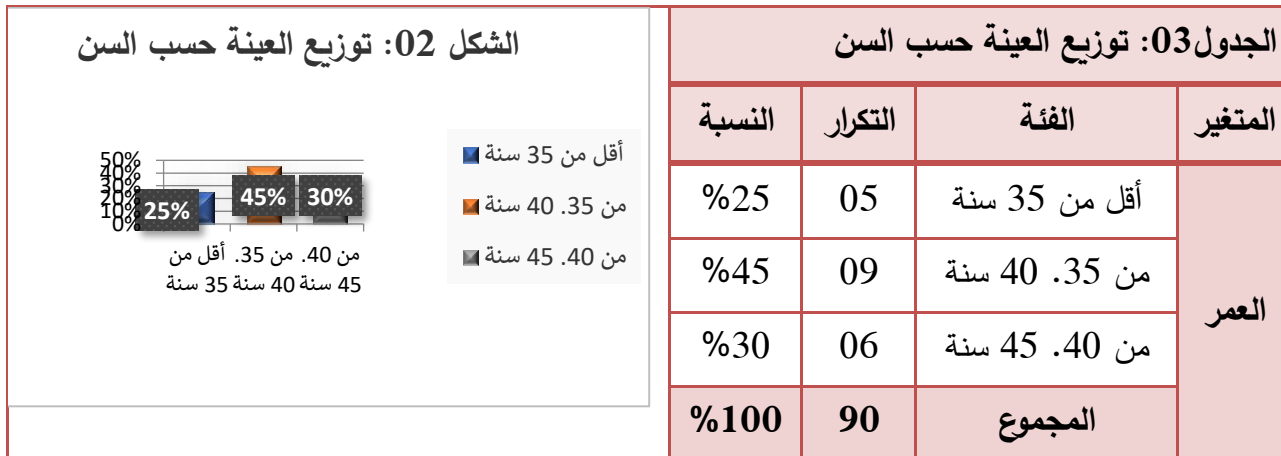 الجدول03: توزيع العينة حسب السن
المتغير الفئة التكرار النسبة
العمر
أقل من 35 سنة 05 %25
من 35. 40 سنة 09 %45
من 40. 45 سنة 06 %30
المجموع 90 %100
الشكل 02: توزيع العينة حسب السن
50%
40%
30%
20%
10%
0%
25% 45% 30%
أقل من 35 سنة
من 35. 40 سنة
من 40. 45 سنة
أقل من 35 سنة
من 35. 40 سنة
من 40. 45 سنة